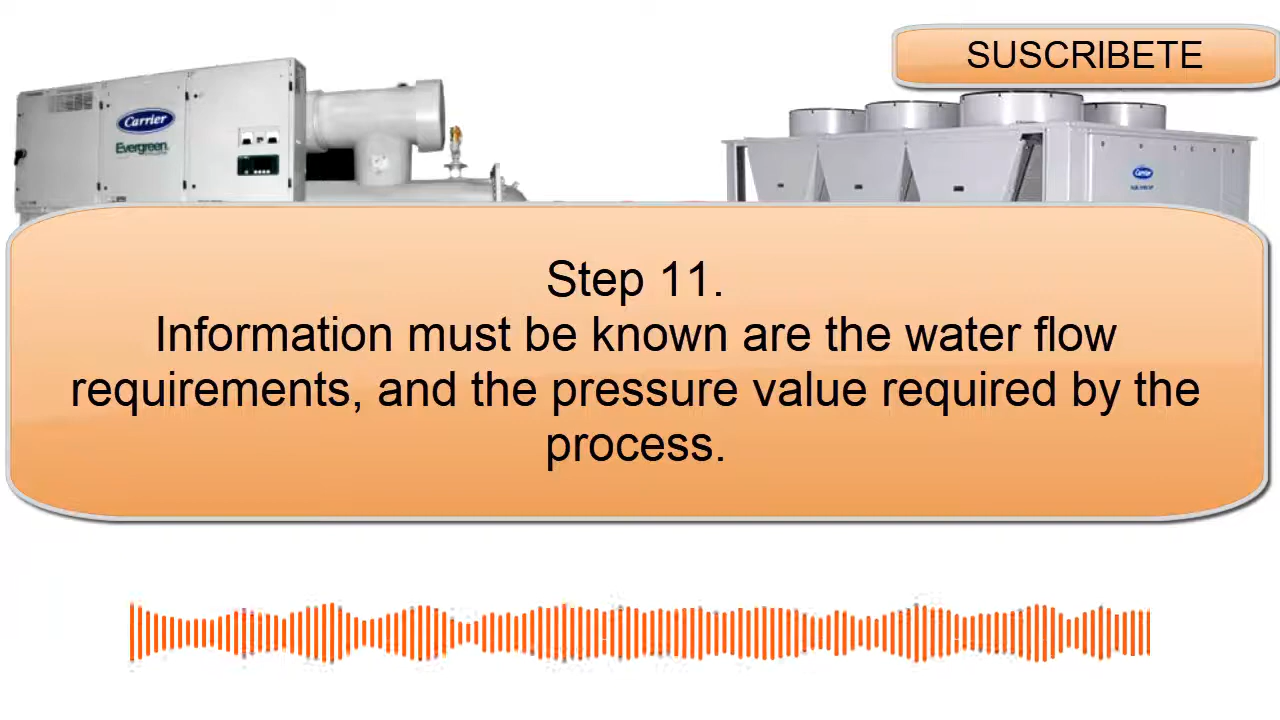 SUSCRIBETE
Carrier
Evergreen
Carrier
Step 11.
Information must be known are the water flow
requirements, and the pressure value required by the
process.